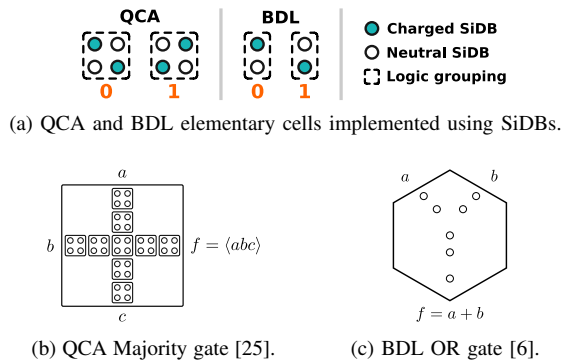 QCA
BDL
0
1
0
1
Charged SiDB
Neutral SiDB
Logic grouping
(a) QCA and BDL elementary cells implemented using SiDBs.
a
b
f = ⟨abc⟩
c
(b) QCA Majority gate [25].
a
b
f = a + b
(c) BDL OR gate [6].